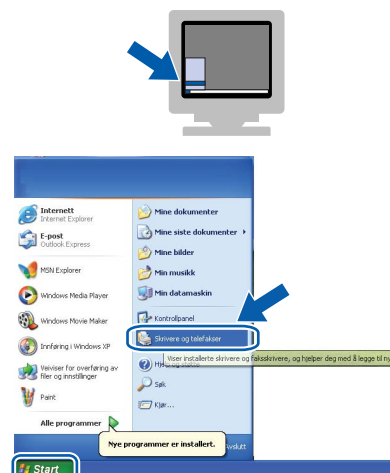 Internett
Internet Explorer
E-post
Outlook Express
MSN Explorer
Windows Media Player
Windows Movie Maker
Innføring i Windows XP
Veiviser for overføring av
filer og innstillinger
Paint
Alle programmer
Mine dokumenter
Mine siste dokumenter
Mine bilder
Min musikk
Min datamaskin
Kontrollpanel
Skrivere og telefakser
Viser installerte skrivere og faksskrivere, og hjelper deg med å legge til ny
Søk
Kjør...
Nye programmer er installert.
Avslutt
Start